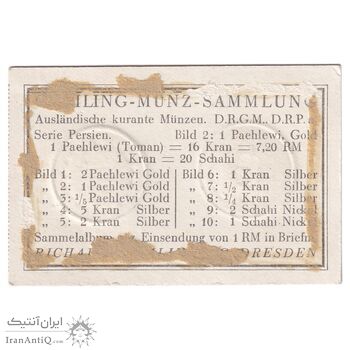 ILING-MÜNZ-SAMMLUNG
Ausländische kurante Münzen. D.R.G.M., D.R.P. a
Serie Persien. Bild 2: 1 Paehlewi, Gold
1 Paehlewi (Toman) = 16 Kran = 7,20 RM
1 Kran = 20 Schahi
Bild 1: 2 Paehlewi Gold Bild 6: 1 Kran Silber
„ 2: 1 Paehlewi Gold „ 7: 1/2 Kran Silber
„ 3: 1/5 Paehlewi Gold „ 8: 1/4 Kran Silber
„ 4: 5 Kran Silber „ 9: 2 Schahi Nickel
„ 5: 2 Kran Silber „ 10: 1 Schahi Nickel
Sammelalbum Einsendung von 1 RM in Briefm
RICHA DRESDEN
ایران آنتیک
IranAntiQ.com